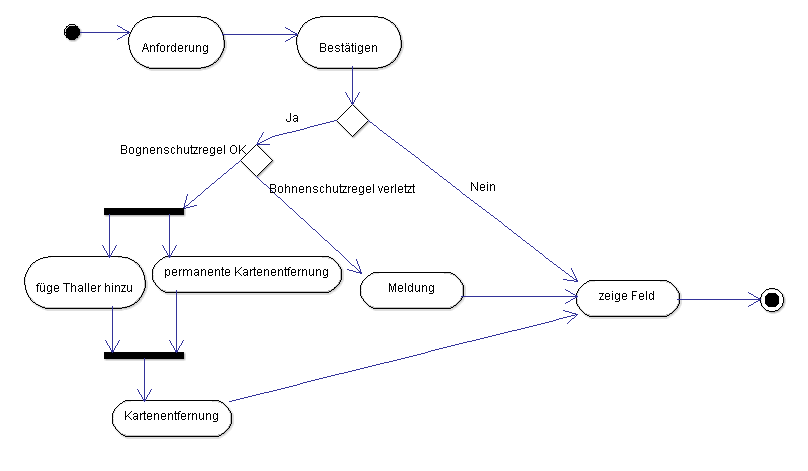 Anforderung
Bestätigen
Ja
Bognenschutzregel OK
Bohnenschutzregel verletzt
Nein
füge Thaller hinzu
permanente Kartenentfernung
Meldung
zeige Feld
Kartenentfernung